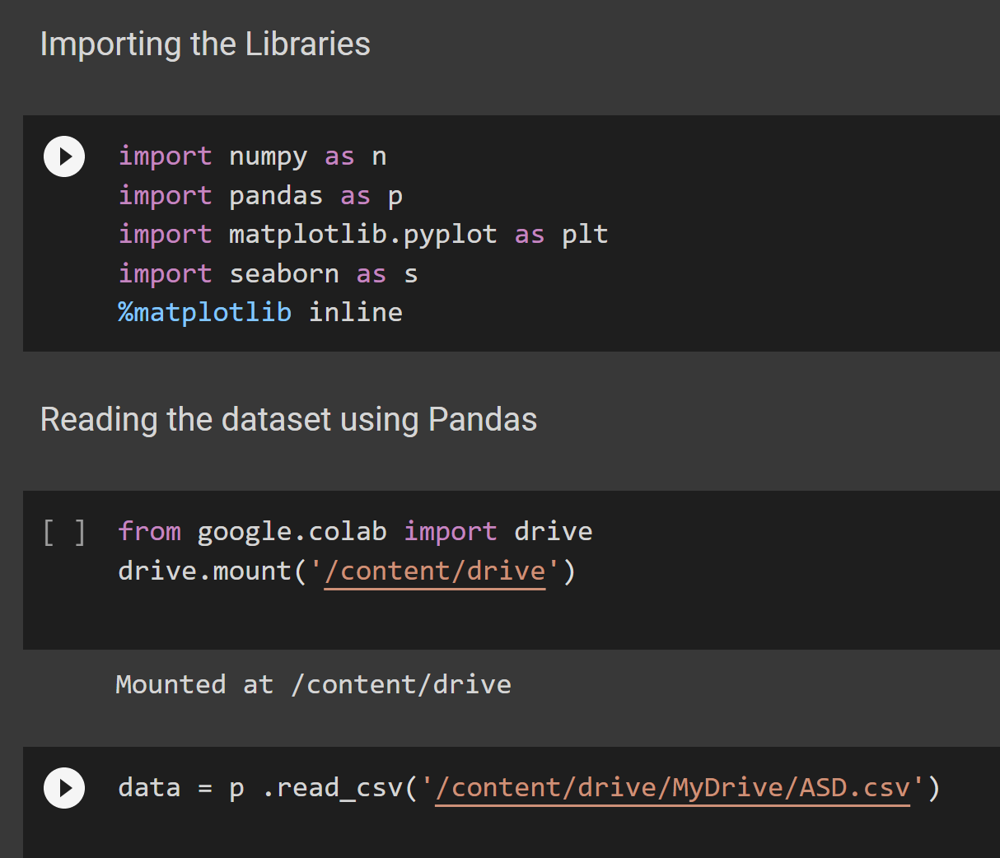 Importing the Libraries
import numpy as n
import pandas as p
import matplotlib.pyplot as plt
import seaborn as s
%matplotlib inline
Reading the dataset using Pandas
[ ] from google.colab import drive
drive.mount('/content/drive')
Mounted at /content/drive
data = p .read_csv('/content/drive/MyDrive/ASD.csv')